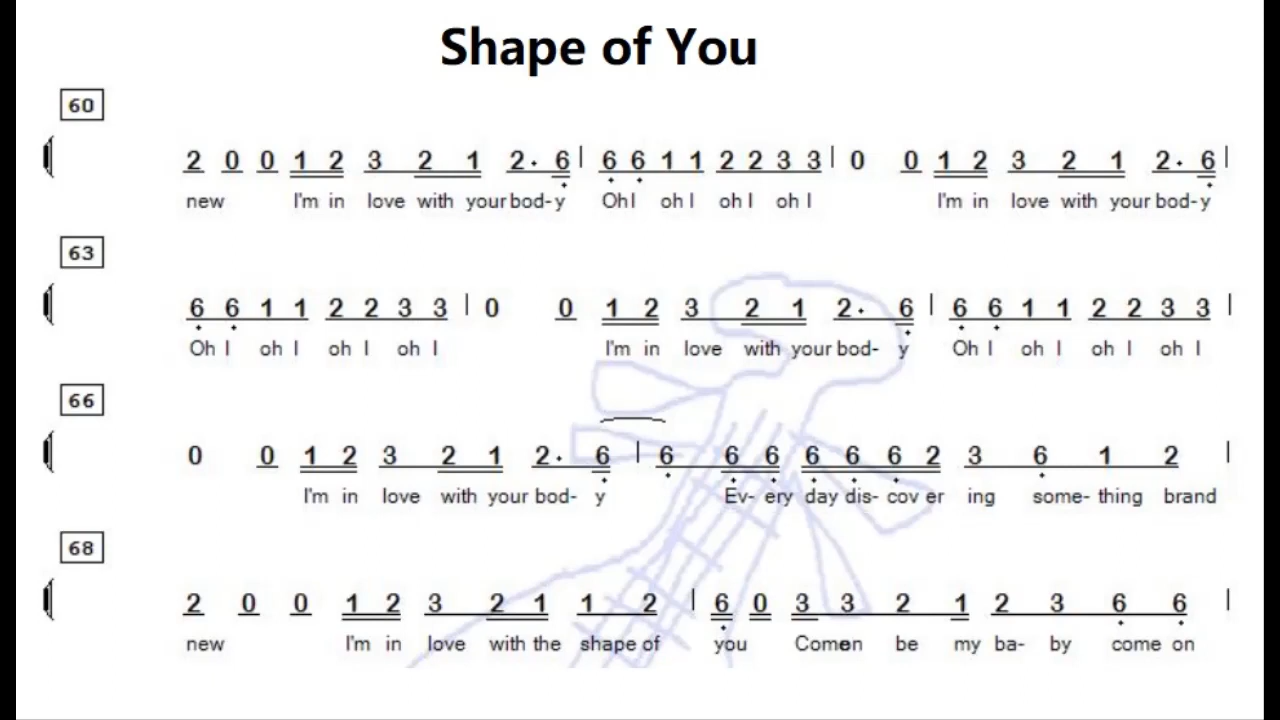 Shape of You
60
2 0 0 1 2 3 2 1 2. 6 | 6 6 1 1 2 2 3 3 | 0 0 1 2 3 2 1 2. 6 |
new I'm in love with your bod- y Oh I oh I oh I oh I I'm in love with your bod- y
63
6 6 1 1 2 2 3 3 | 0 0 1 2 3 2 1 2. 6 | 6 6 1 1 2 2 3 3 |
Oh I oh I oh I oh I I'm in love with your bod- y Oh I oh I oh I oh I
66
0 0 1 2 3 2 1 2. 6 | 6 6 6 6 6 6 2 3 6 1 2 |
I'm in love with your bod- y Ev- ery day dis- cov er ing some- thing brand
68
2 0 0 1 2 3 2 1 1 2 | 6 0 3 3 2 1 2 3 6 6 |
new I'm in love with the shape of you Come on be my ba- by come on